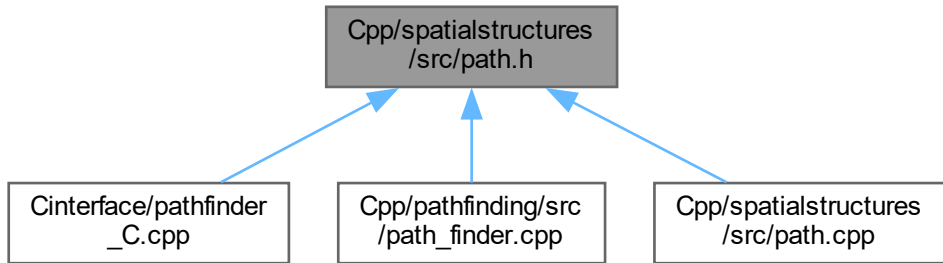 Cpp/spatialstructures
/src/path.h
Cinterface/pathfinder
_C.cpp
Cpp/pathfinding/src
/path_finder.cpp
Cpp/spatialstructures
/src/path.cpp